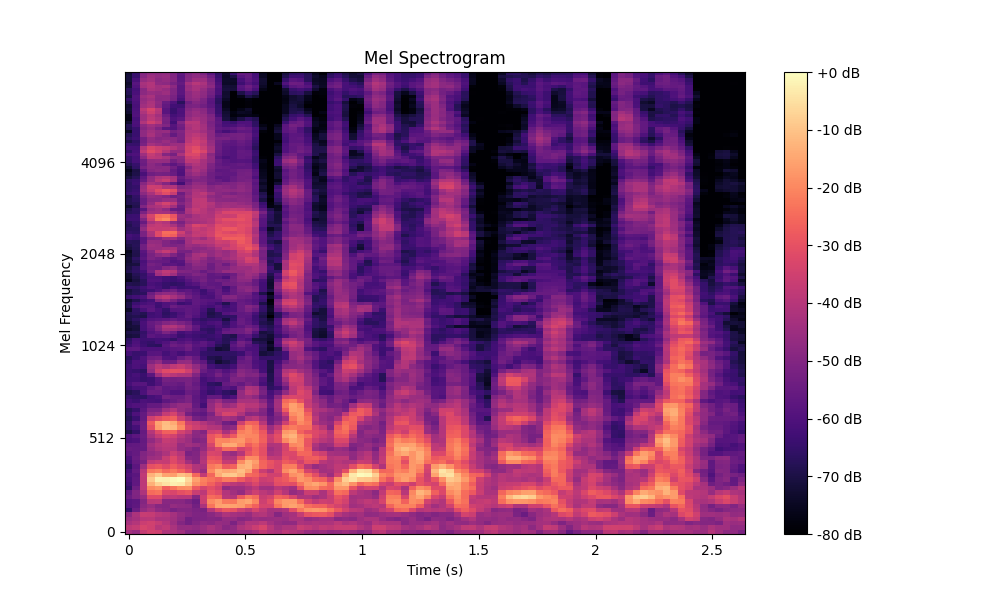 Mel Spectrogram
Mel Frequency
4096
2048
1024
512
0
0
0.5
1
1.5
2
2.5
Time (s)
+0 dB
-10 dB
-20 dB
-30 dB
-40 dB
-50 dB
-60 dB
-70 dB
-80 dB